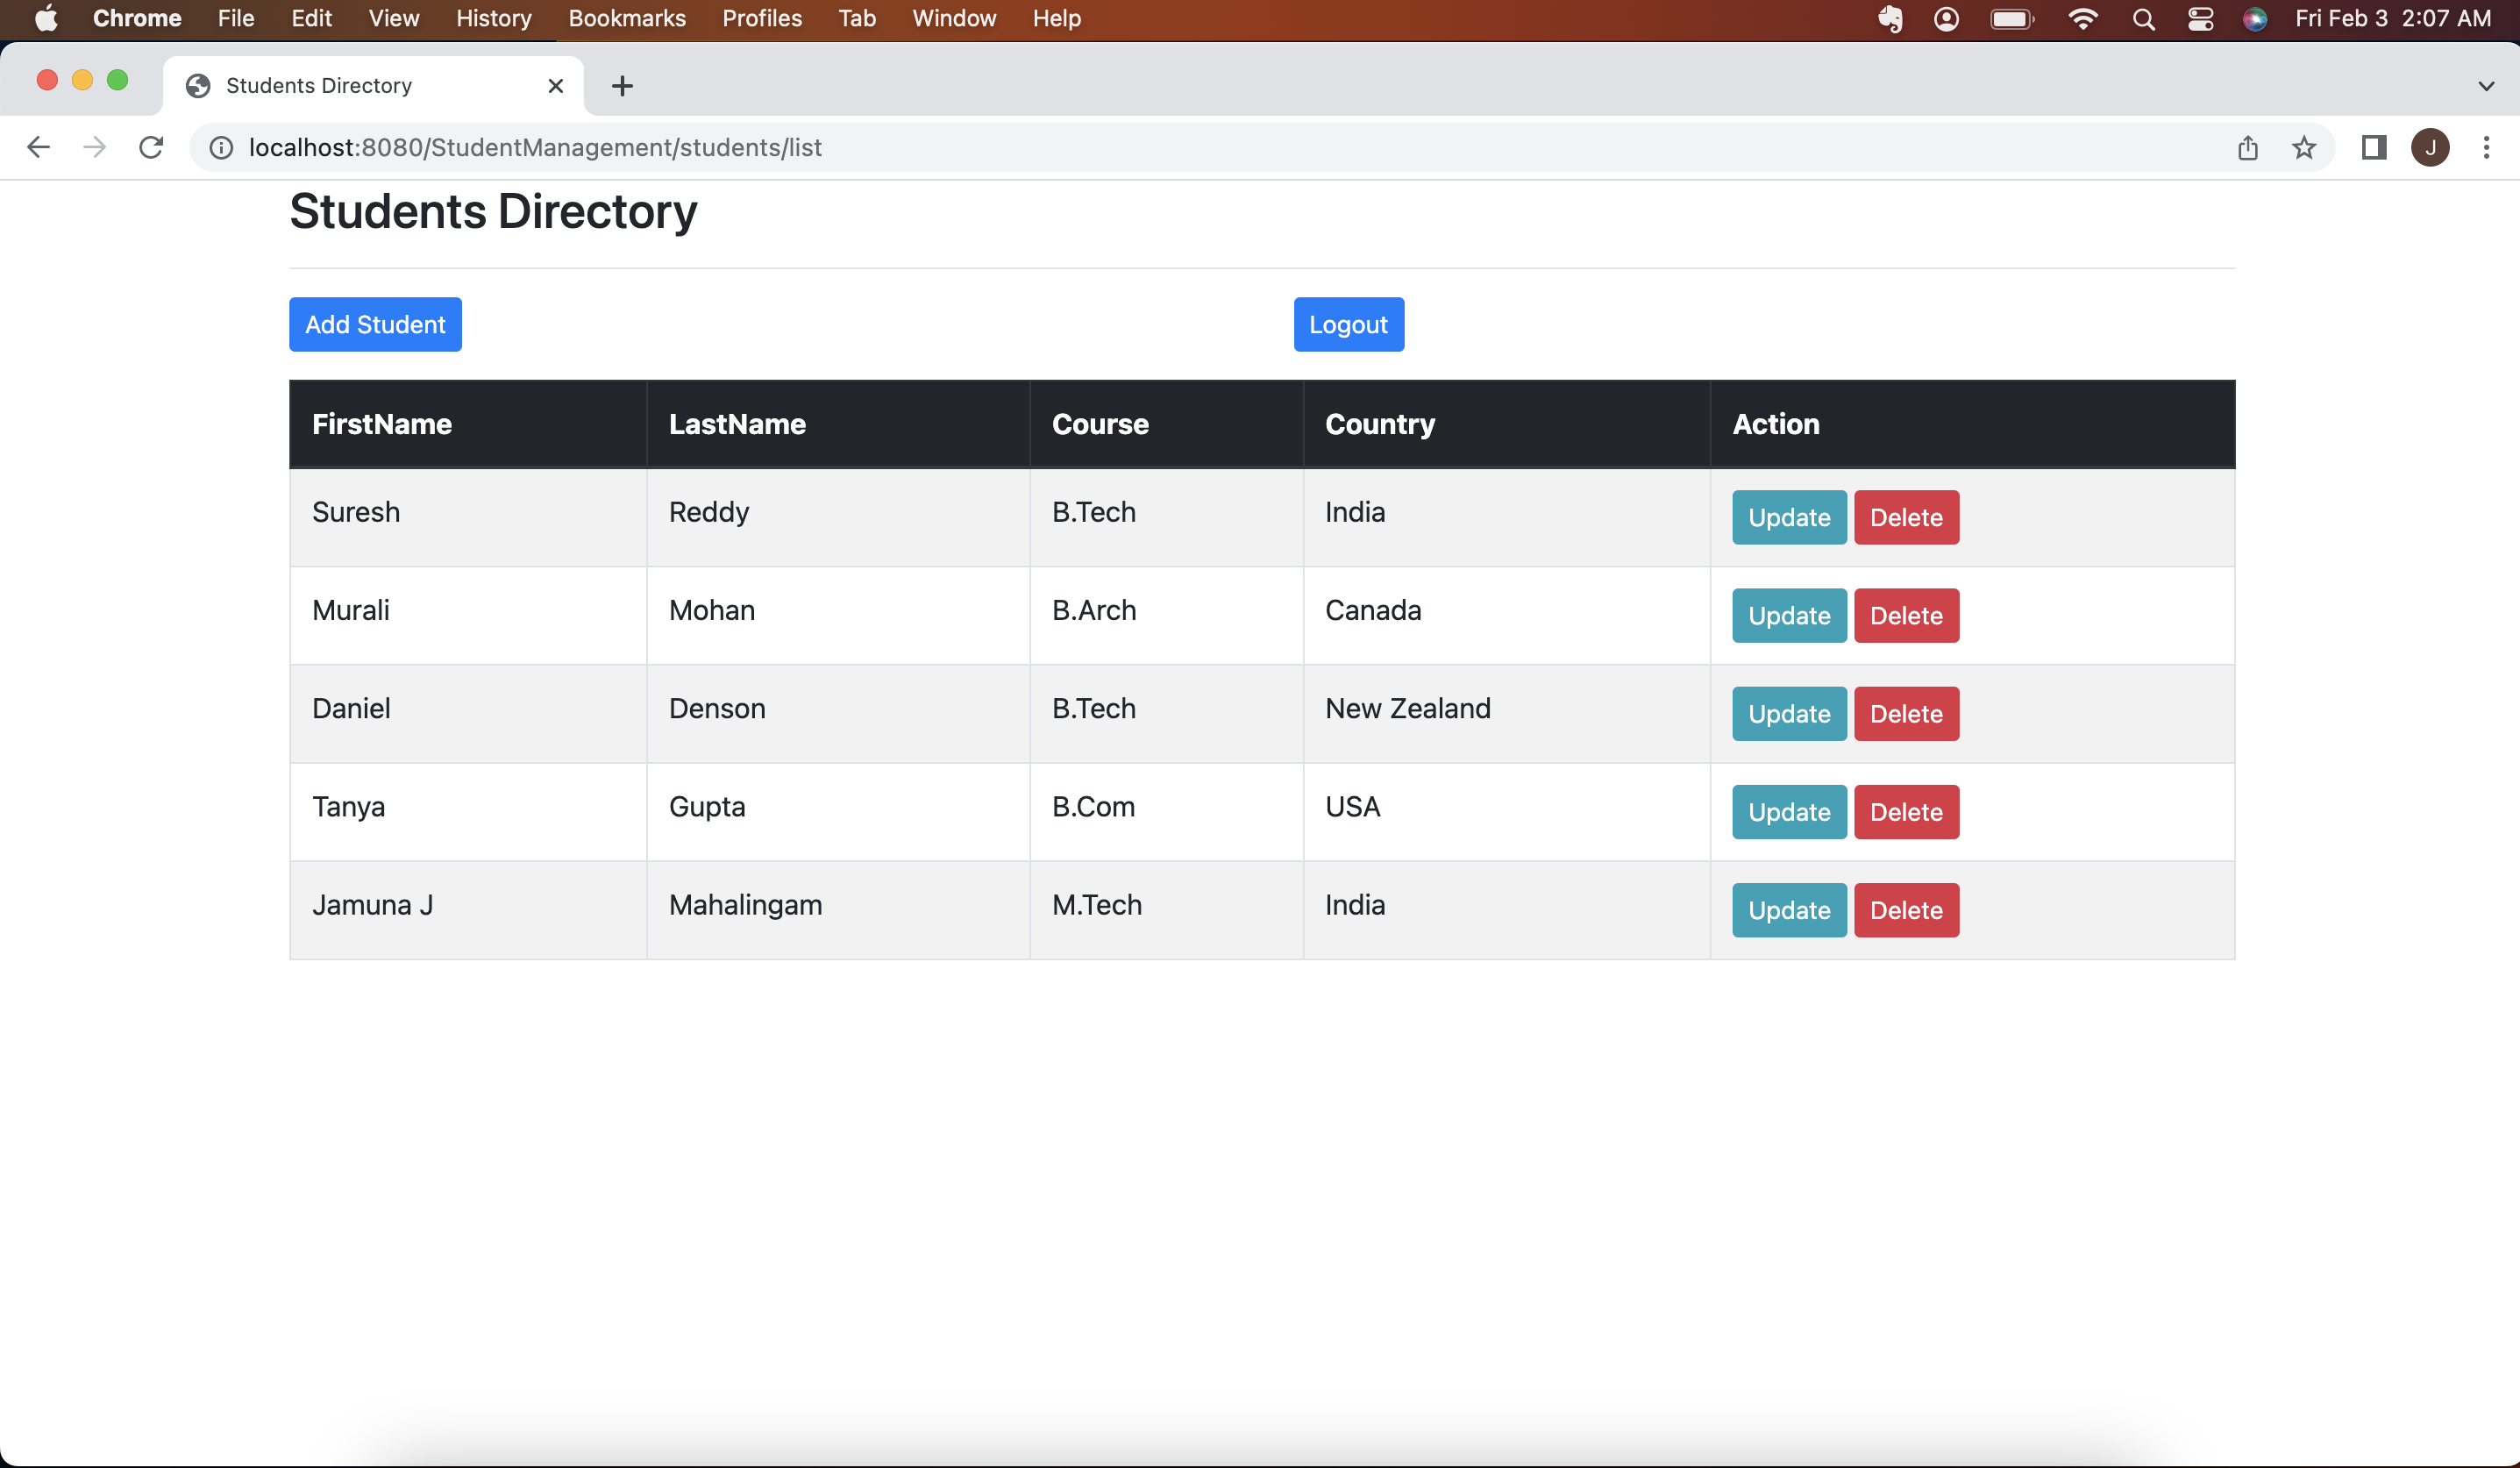 Chrome File Edit View History Bookmarks Profiles Tab Window Help Fri Feb 3 2:07 AM
Students Directory
localhost:8080/StudentManagement/students/list J
Students Directory
Add Student Logout
FirstName LastName Course Country Action
Suresh Reddy B.Tech India Update Delete
Murali Mohan B.Arch Canada Update Delete
Daniel Denson B.Tech New Zealand Update Delete
Tanya Gupta B.Com USA Update Delete
Jamuna J Mahalingam M.Tech India Update Delete